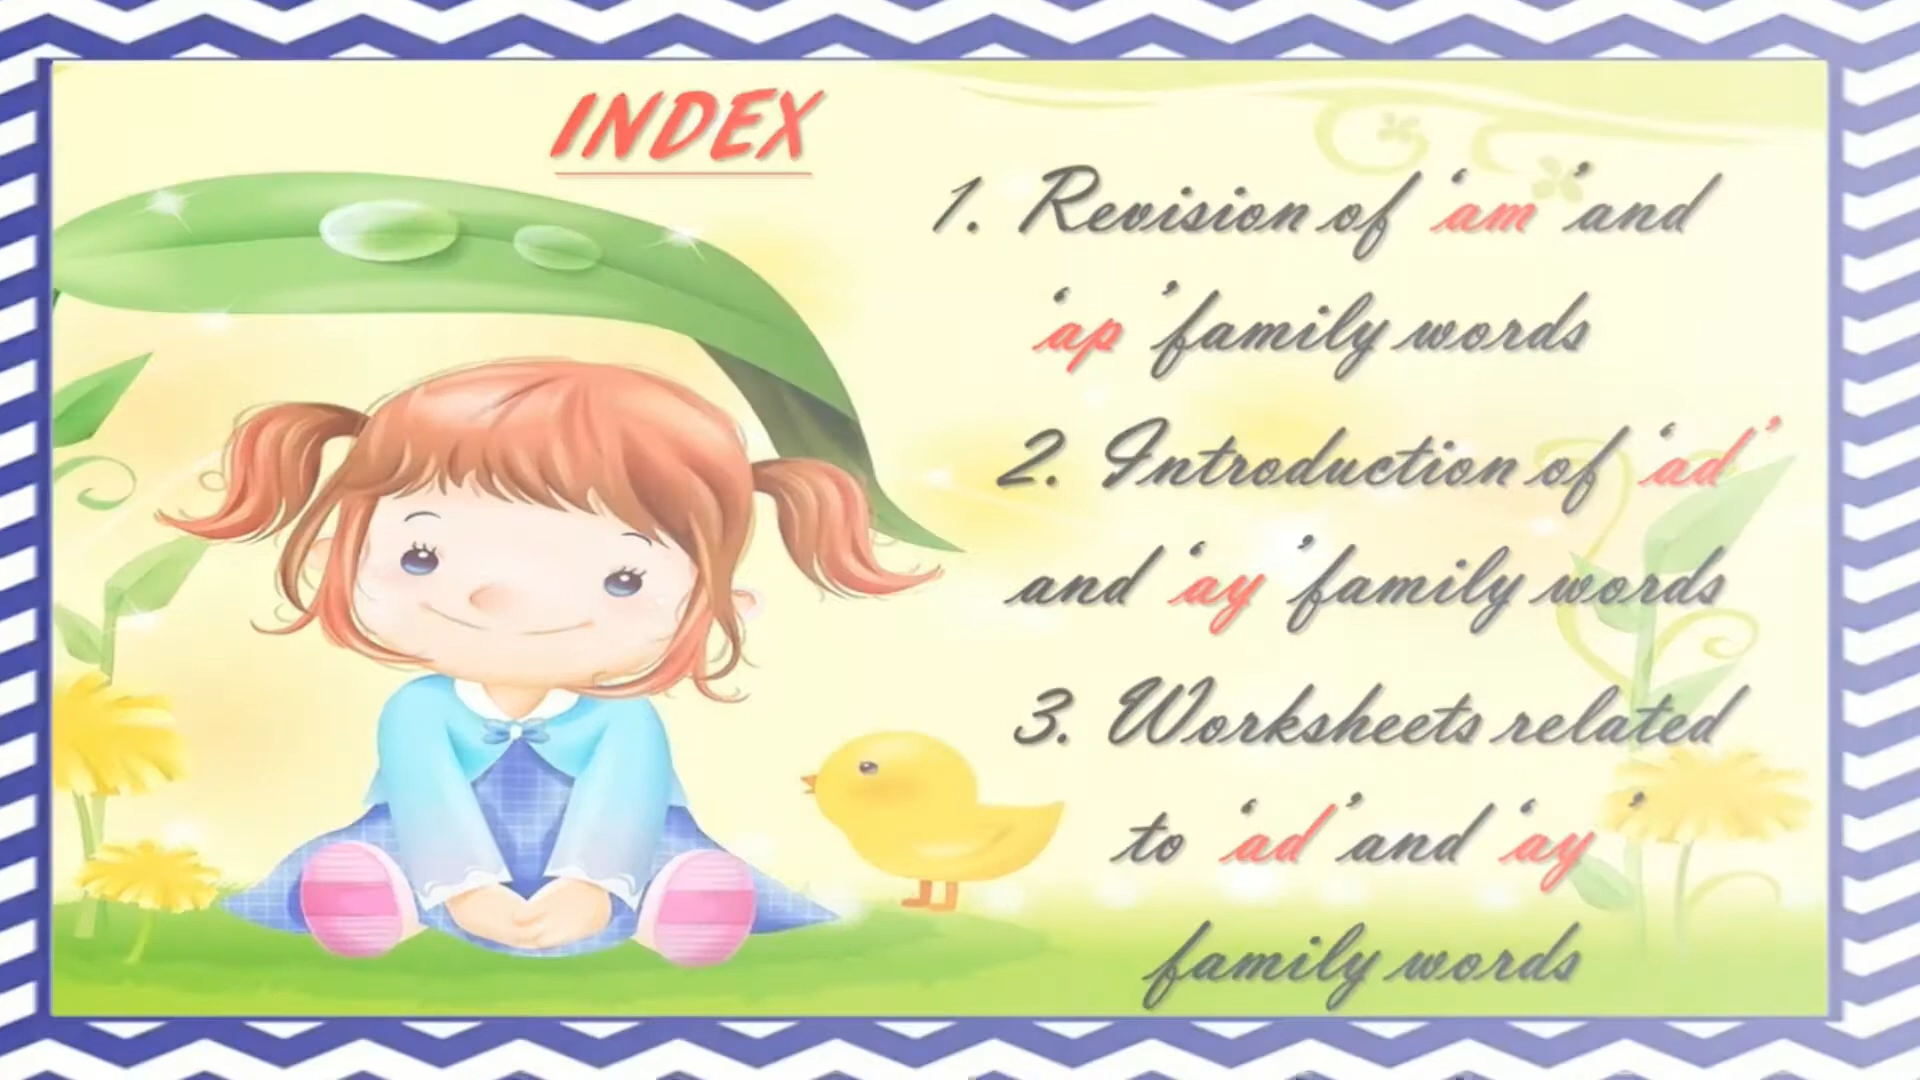 INDEX
1. Revision of 'am' and
'ap' family words
2. Introduction of 'ad'
and 'ay' family words
3. Worksheets related
to 'ad' and 'ay'
family words